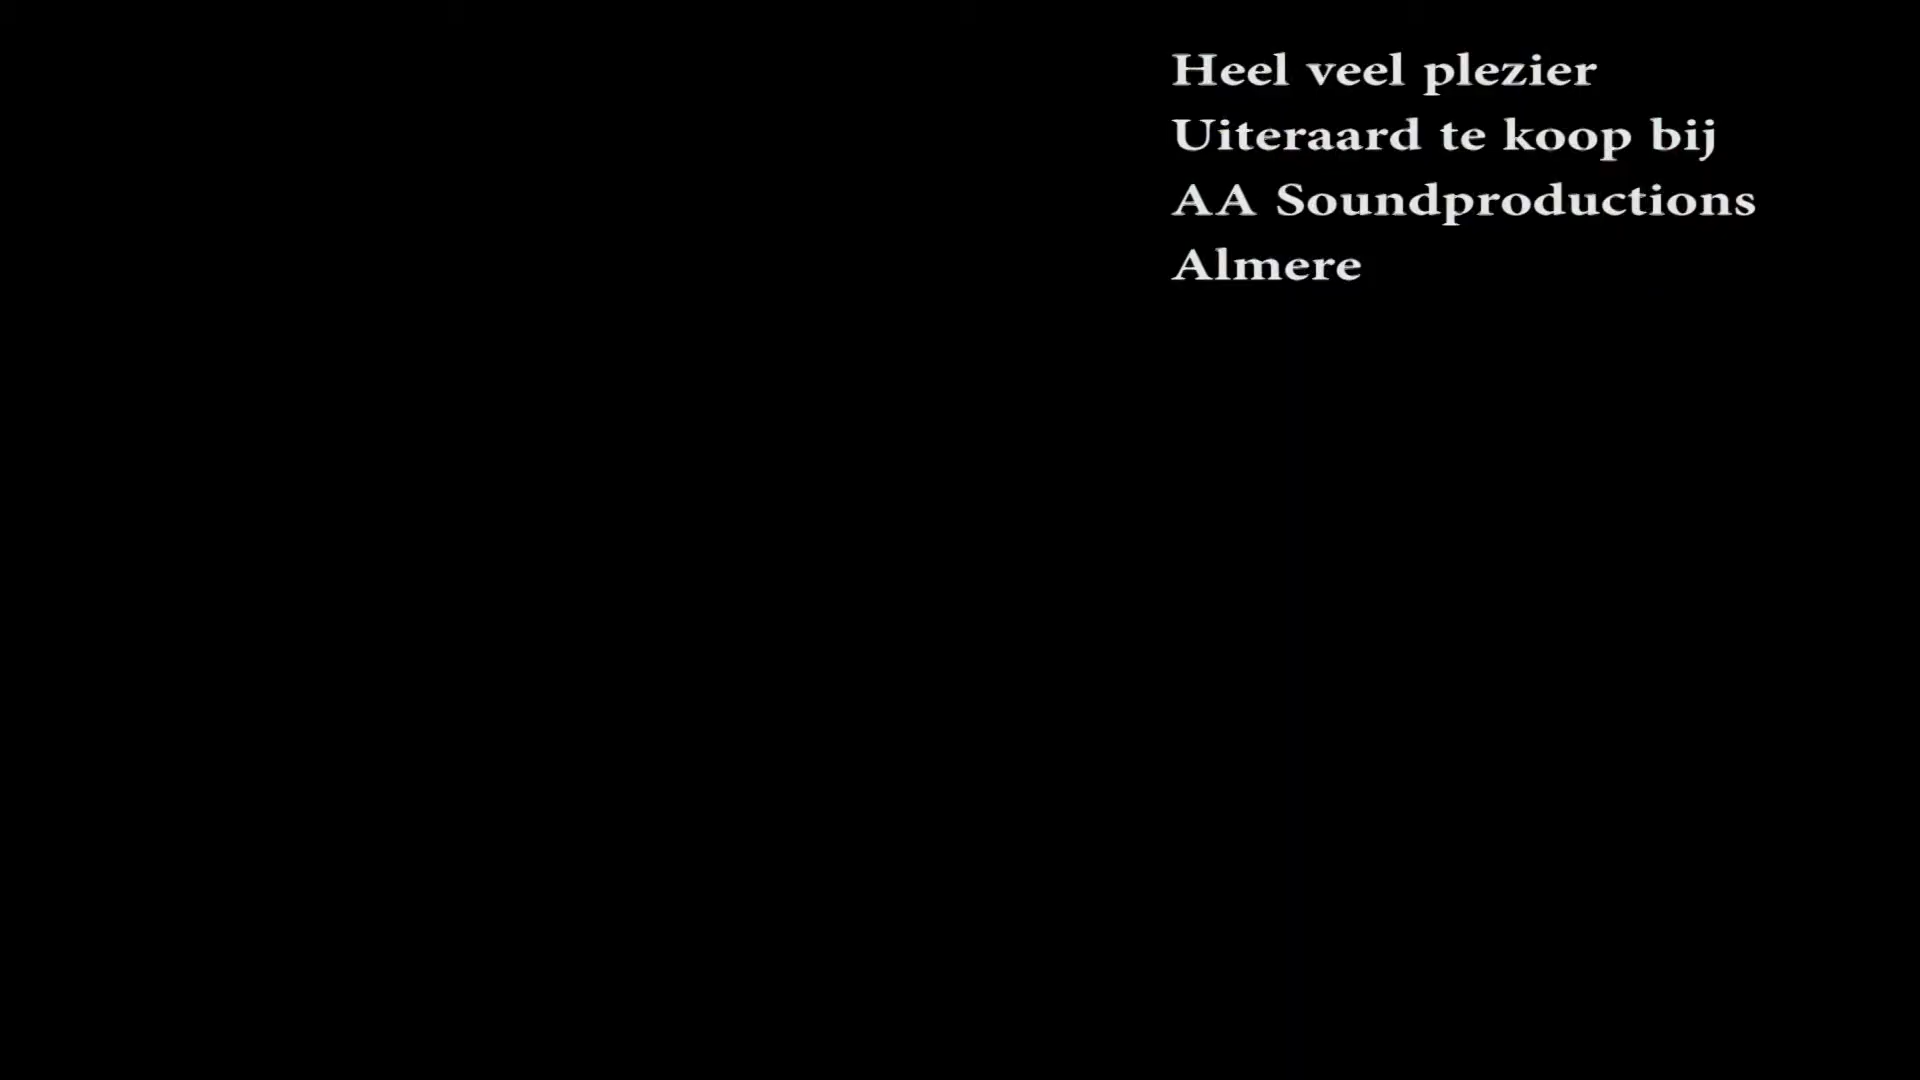 Heel veel plezier
Uiteraard te koop bij
AA Soundproductions
Almere